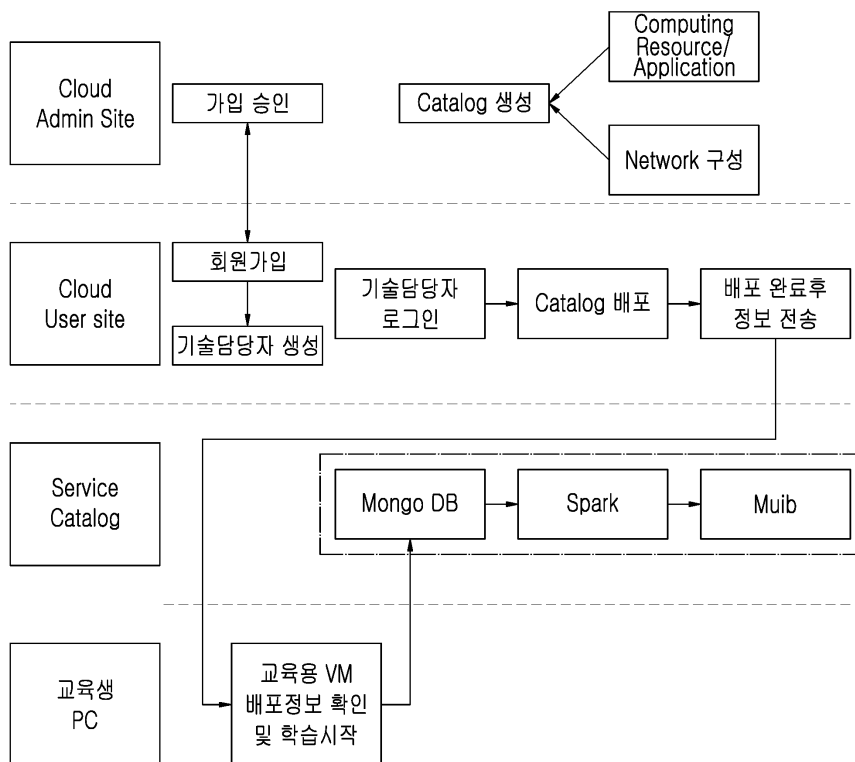 Cloud
Admin Site
가입 승인
Catalog 생성
Computing
Resource/
Application
Network 구성
Cloud
User site
회원가입
기술담당자 생성
기술담당자
로그인
Catalog 배포
배포 완료후
정보 전송
Service
Catalog
Mongo DB
Spark
Muib
교육생
PC
교육용 VM
배포정보 확인
및 학습시작